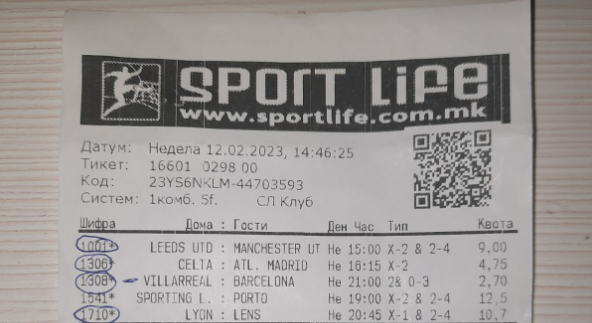 SPORT LIFE
www.sportlife.com.mk
Датум: Недела 12.02.2023, 14:46:25
Тикет: 16601 0298 00
Код: 23YS6NKLM-44703593
Систем: 1комб. 5f. СЛ Клуб
Шифра Дома : Гости Ден Час Тип Квота
1001* LEEDS UTD : MANCHESTER UT Не 15:00 X-2 & 2-4 9,00
1306* CELTA : ATL. MADRID Не 16:15 X-2 4,75
1308* VILLARREAL : BARCELONA Не 21:00 2& 0-3 2,70
1541* SPORTING L. : PORTO Не 19:00 X-2 & 2-4 12,5
1710* LYON : LENS Не 20:45 X-1 & 2-4 10,7